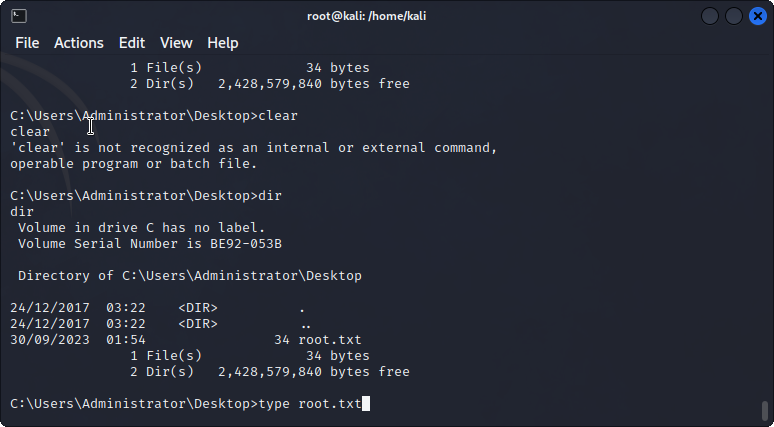 root@kali: /home/kali
File Actions Edit View Help
1 File(s) 34 bytes
2 Dir(s) 2,428,579,840 bytes free
C:\Users\Administrator\Desktop>clear
clear
'clear' is not recognized as an internal or external command,
operable program or batch file.
C:\Users\Administrator\Desktop>dir
dir
Volume in drive C has no label.
Volume Serial Number is BE92-053B
Directory of C:\Users\Administrator\Desktop
24/12/2017 03:22 <DIR> .
24/12/2017 03:22 <DIR> ..
30/09/2023 01:54 34 root.txt
1 File(s) 34 bytes
2 Dir(s) 2,428,579,840 bytes free
C:\Users\Administrator\Desktop>type root.txt